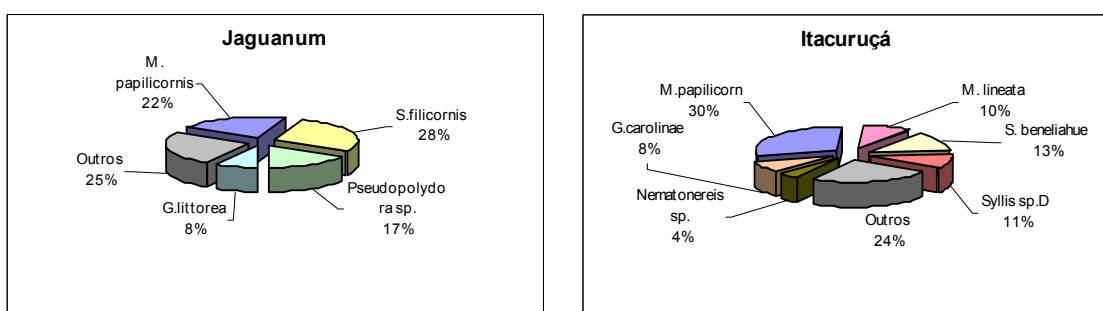 Jaguanum
M.
papilicornis
22%
S.filicornis
28%
Outros
25%
G.littorea
8%
Pseudopolydo
ra sp.
17%
Itacuruçá
M.papilicorn
30%
M. lineata
10%
G.carolinae
8%
S. beneliahue
13%
Nematonereis
sp.
4%
Outros
24%
Syllis sp.D
11%